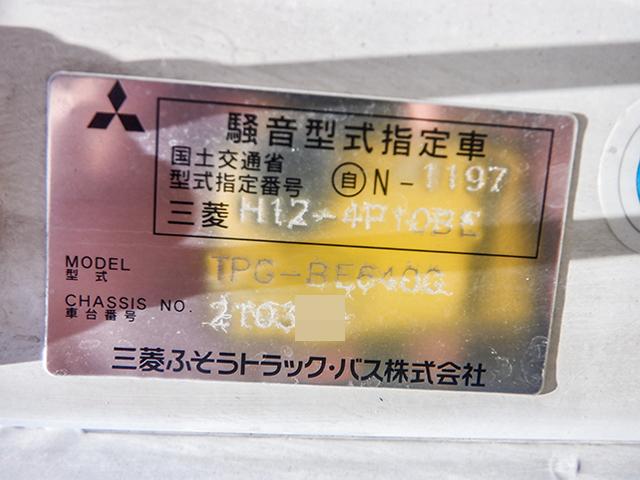 騒音型式指定車
国土交通省
型式指定番号 自N-1197
三菱 H12-4P10BE
MODEL
型式 TPG-BE640G
CHASSIS NO.
車台番号 2103
三菱ふそうトラック・バス株式会社